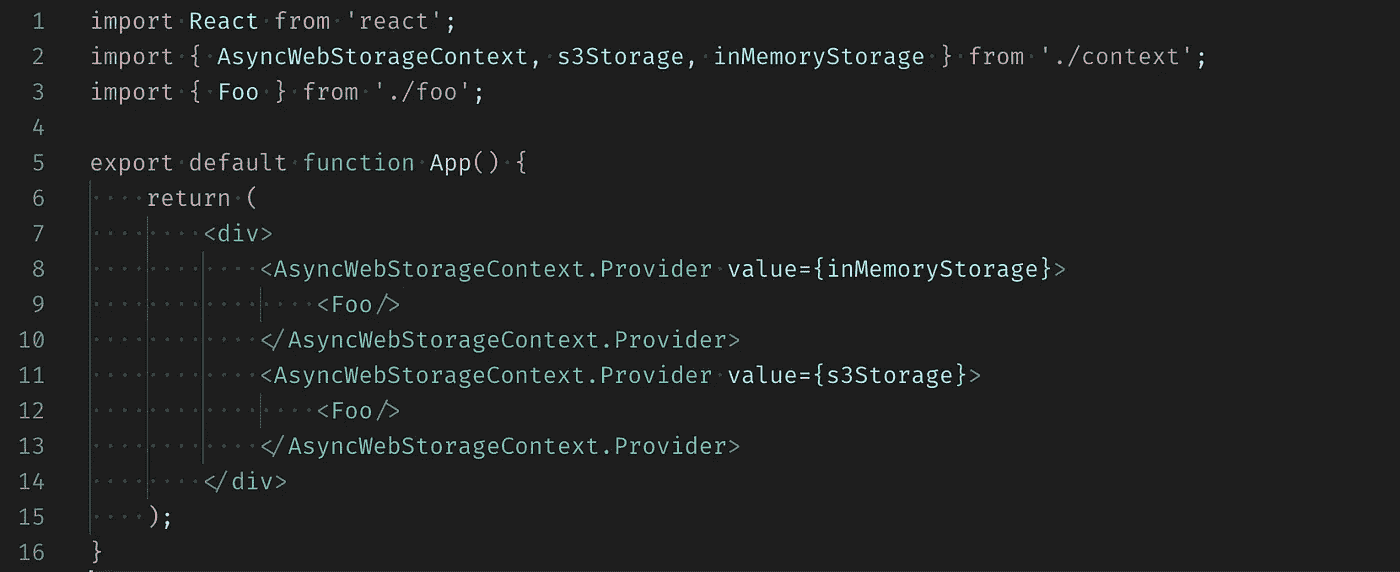 1 import React from 'react';
2 import { AsyncWebStorageContext, s3Storage, inMemoryStorage } from './context';
3 import { Foo } from './foo';
4
5 export default function App() {
6     return (
7         <div>
8             <AsyncWebStorageContext.Provider value={inMemoryStorage}>
9                 <Foo/>
10             </AsyncWebStorageContext.Provider>
11             <AsyncWebStorageContext.Provider value={s3Storage}>
12                 <Foo/>
13             </AsyncWebStorageContext.Provider>
14         </div>
15     );
16 }